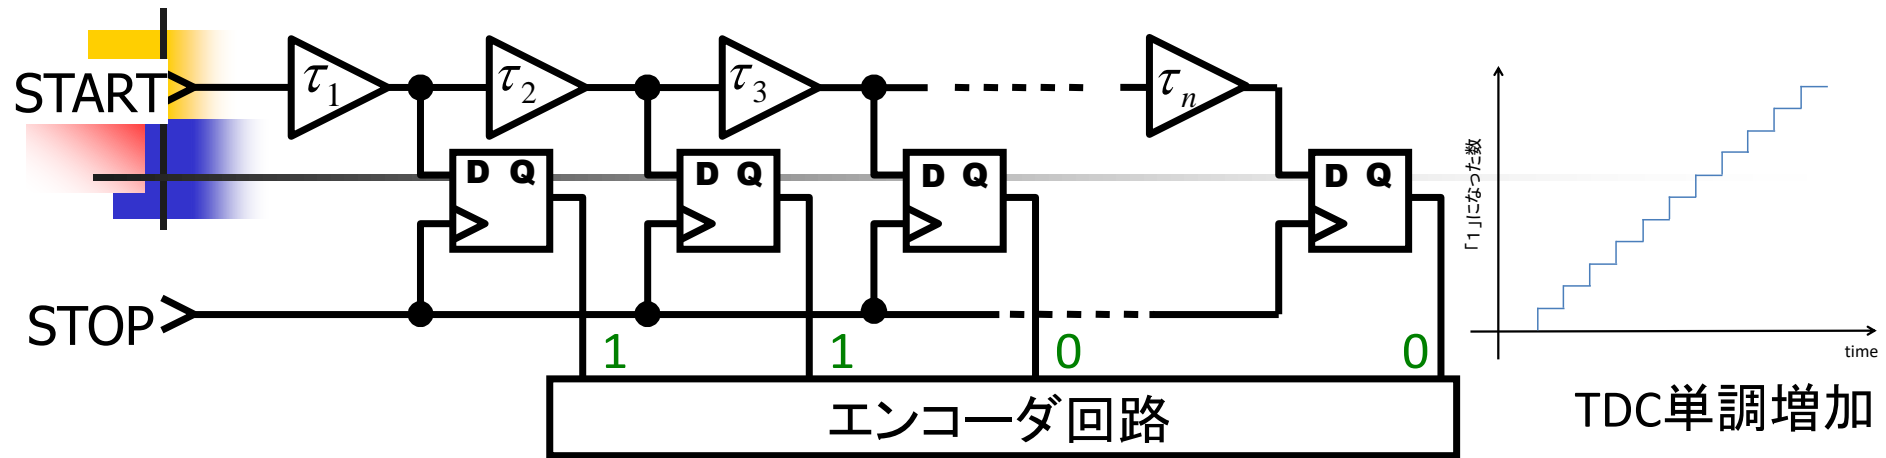 START
τ1 τ2 τ3 τn
D Q D Q D Q D Q
STOP
1 1 0 0
エンコーダ回路
「1」になった数
time
TDC単調増加